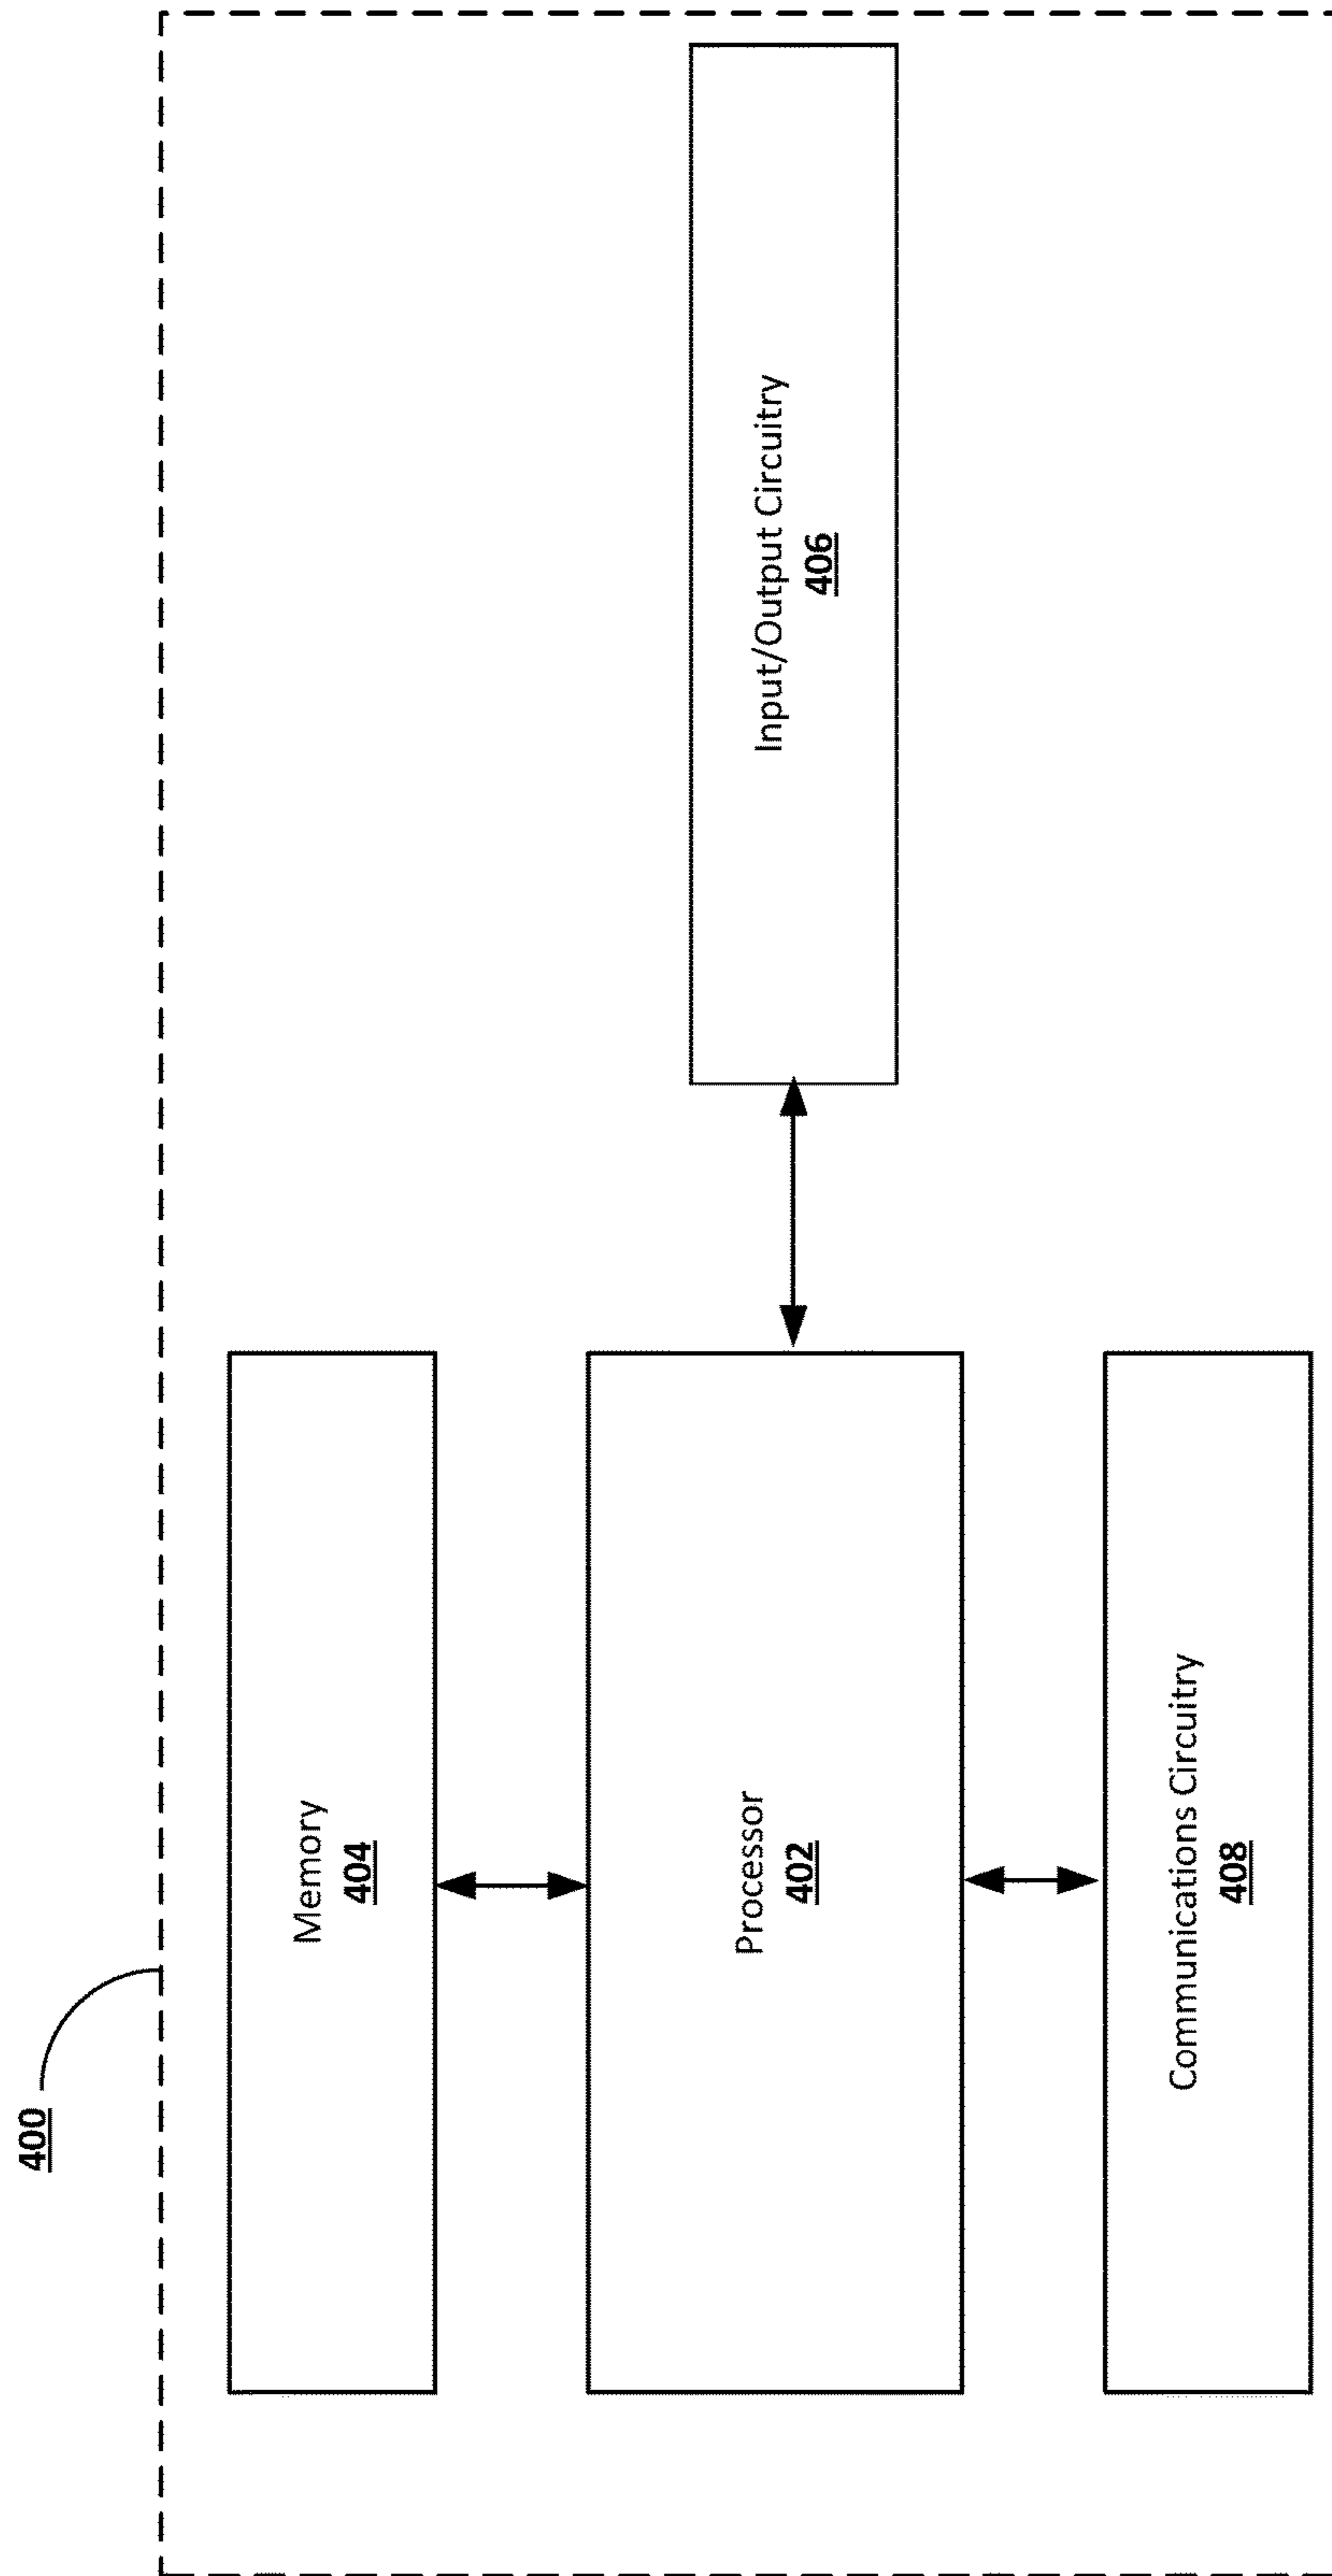 400
Memory
404
Processor
402
Input/Output Circuitry
406
Communications Circuitry
408